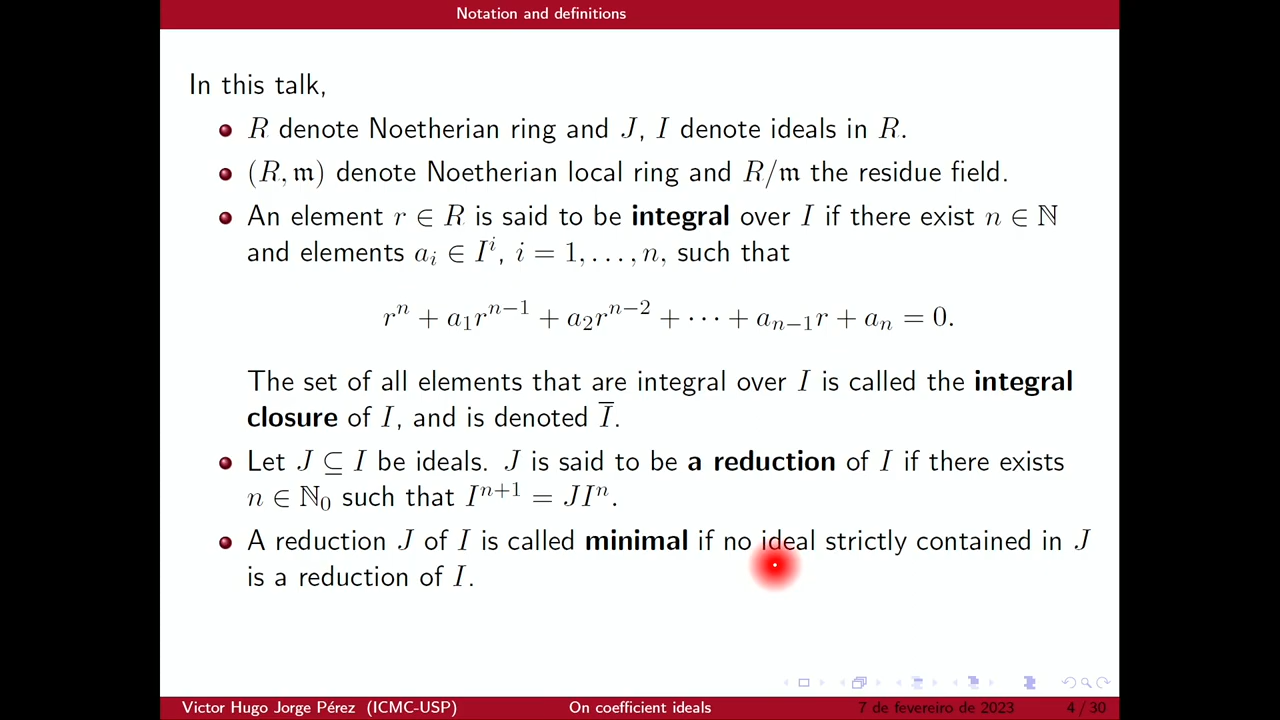 Notation and definitions
In this talk,
R denote Noetherian ring and J, I denote ideals in R.
(R, 𝔪) denote Noetherian local ring and R/𝔪 the residue field.
An element r ∈ R is said to be integral over I if there exist n ∈ ℕ
and elements aᵢ ∈ Iⁱ, i = 1, . . . , n, such that
rⁿ + a₁rⁿ⁻¹ + a₂rⁿ⁻² + ··· + aₙ₋₁r + aₙ = 0.
The set of all elements that are integral over I is called the integral
closure of I, and is denoted I̅.
Let J ⊆ I be ideals. J is said to be a reduction of I if there exists
n ∈ ℕ₀ such that Iⁿ⁺¹ = JIⁿ.
A reduction J of I is called minimal if no ideal strictly contained in J
is a reduction of I.
Victor Hugo Jorge Pérez (ICMC-USP) On coefficient ideals 7 de fevereiro de 2023 4 / 30